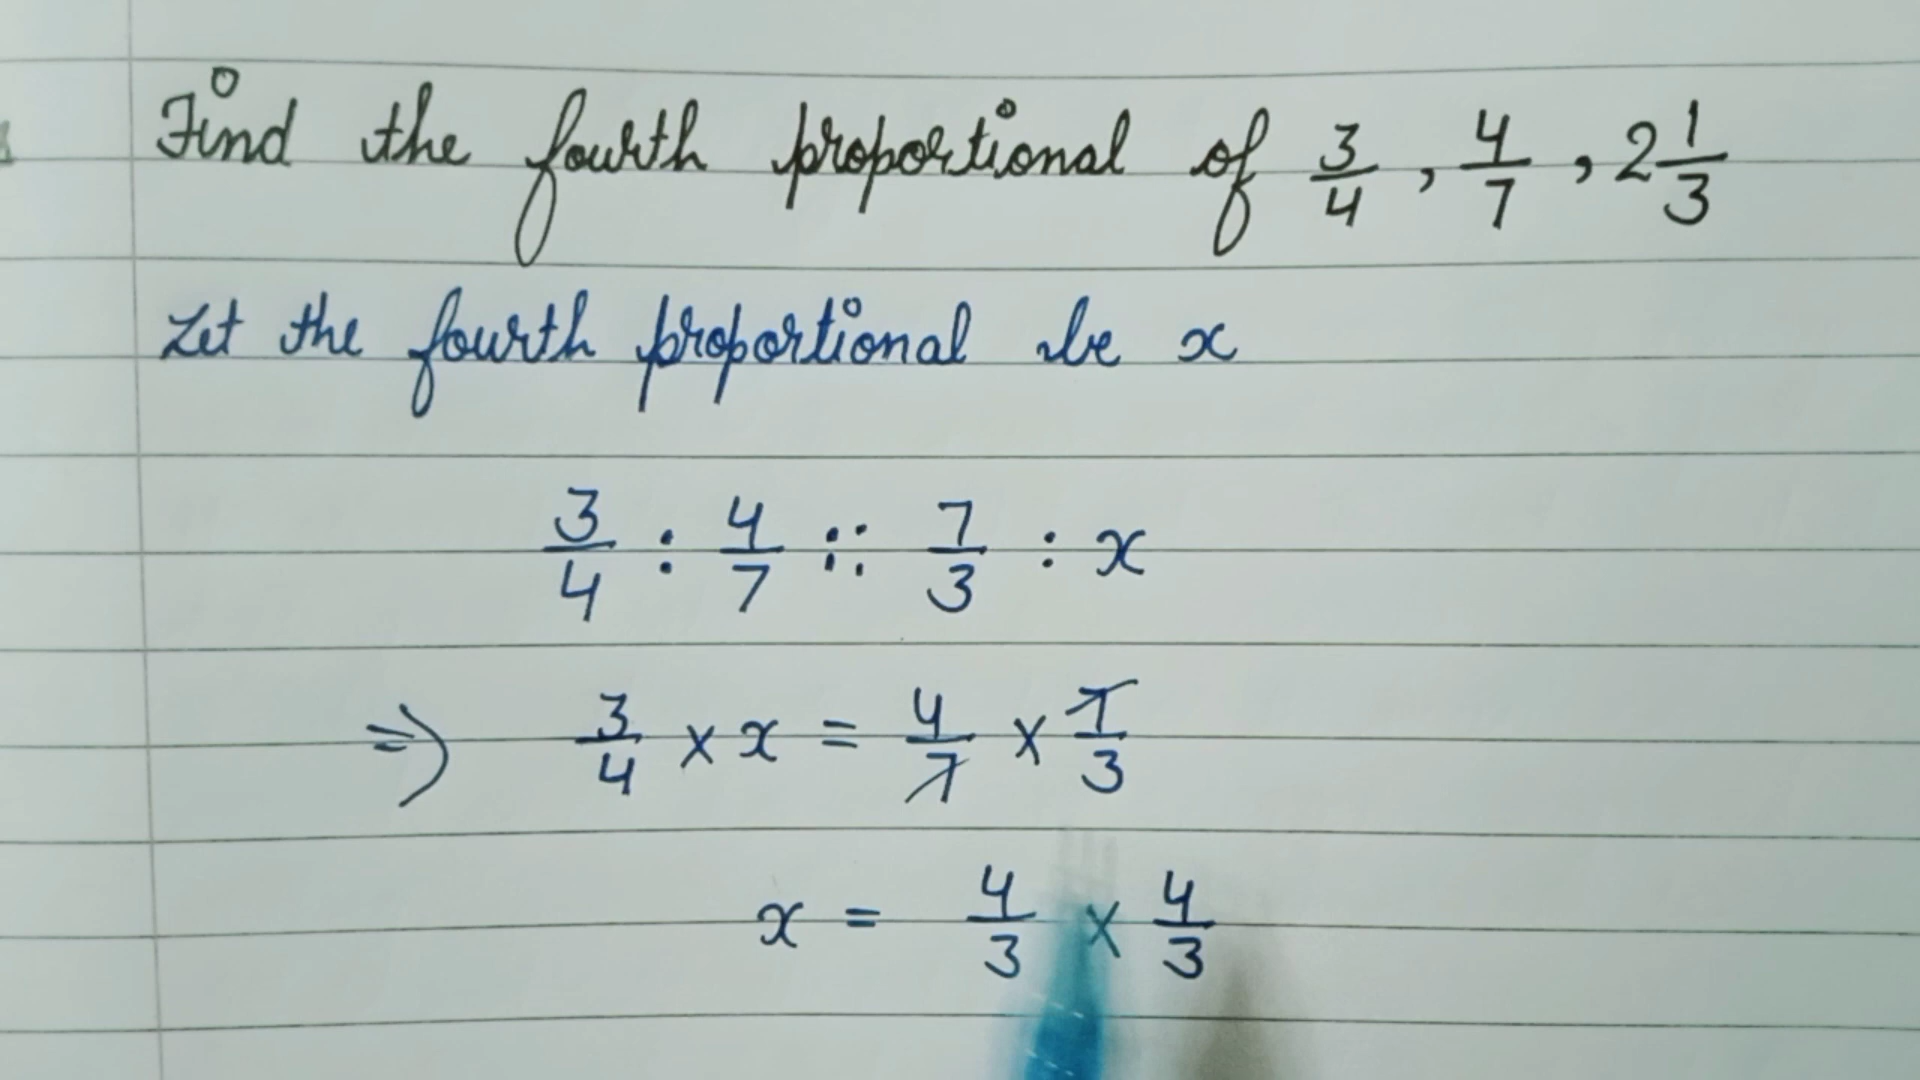 Find the fourth proportional of 3/4, 4/7, 2 1/3
Let the fourth proportional be x
3/4 : 4/7 :: 7/3 : x
⇒ 3/4 × x = 4/7 × 7/3
x = 4/3 × 4/3